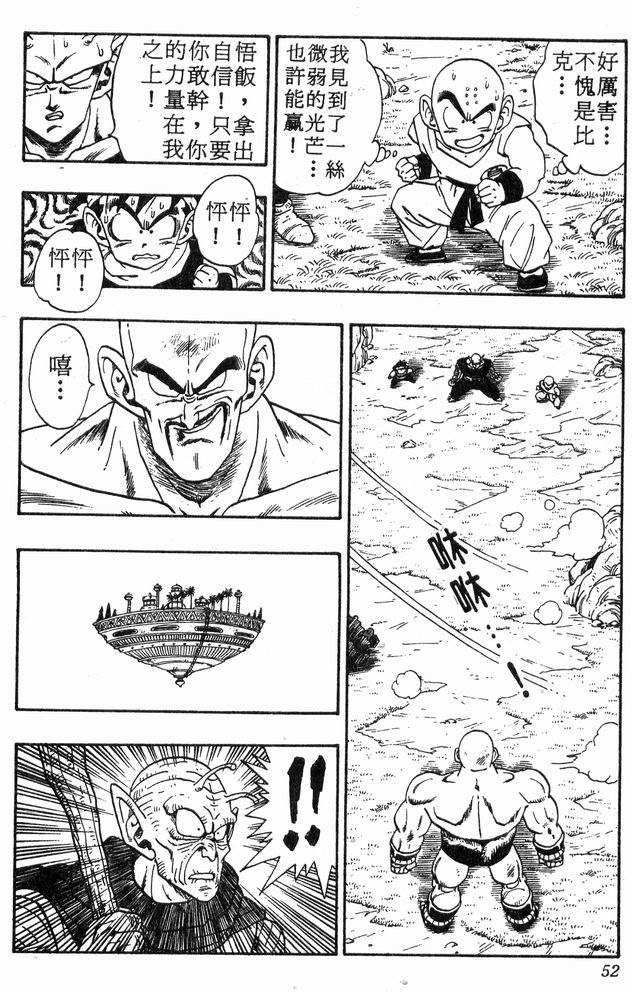 好厲害…
不愧是比
克…
我見到了一絲
微弱的光芒…
也許能贏！
悟飯，拿出
自信！只要
你敢幹，你
的力量在我
之上！
怦！
怦！
怦！
怦！
咻
咻
…
！
嘻…
!!
52